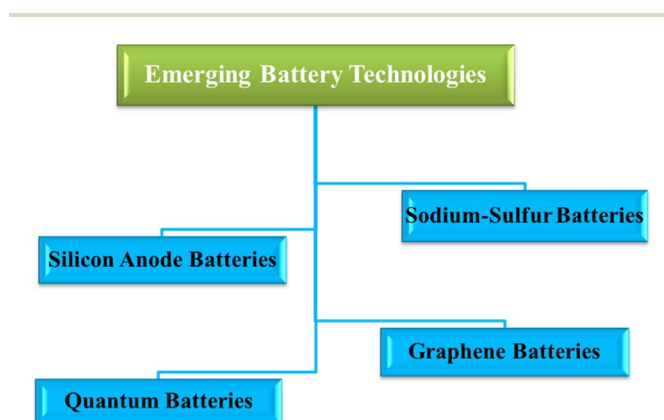 Emerging Battery Technologies
Sodium-Sulfur Batteries
Silicon Anode Batteries
Graphene Batteries
Quantum Batteries